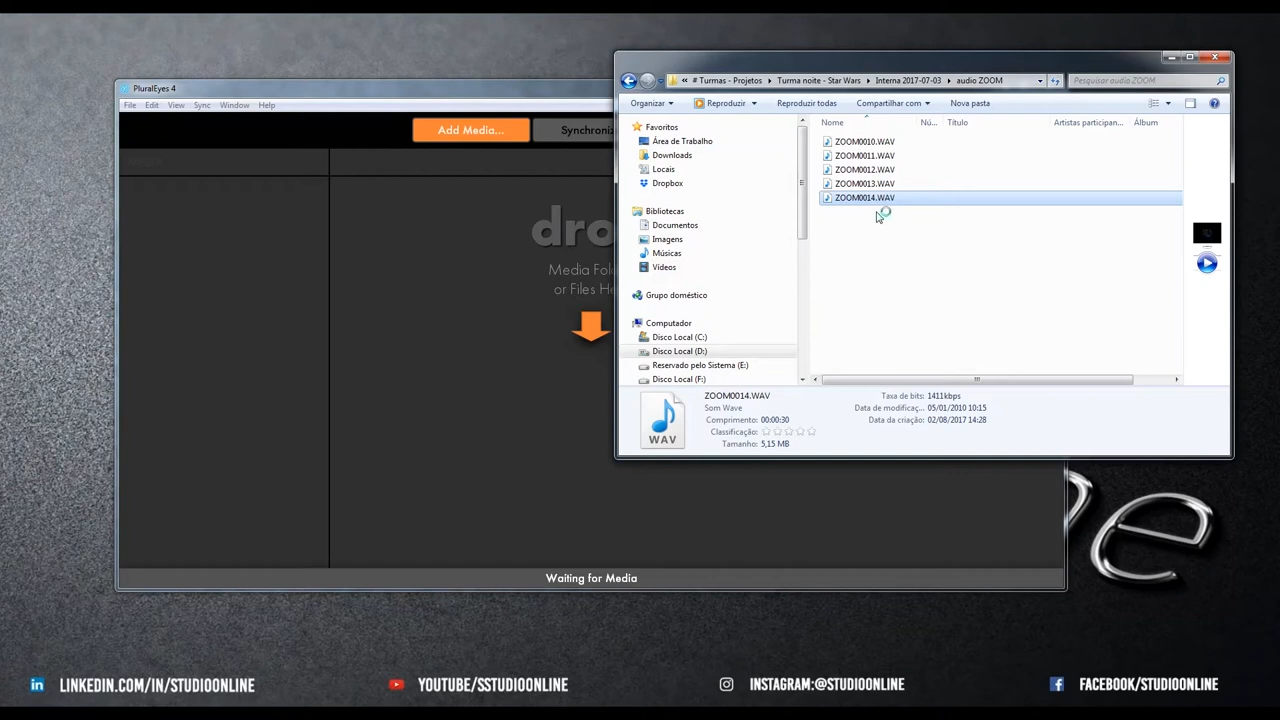 PluralEyes 4
File Edit View Sync Window Help
Add Media...
Synchroniz
dro
Media Fol
or Files He
Waiting for Media
« # Turmas - Projetos Turma noite - Star Wars Interna 2017-07-03 audio ZOOM
Pesquisar audio ZOOM
Organizar Reproduzir Reproduzir todas Compartilhar com Nova pasta
Favoritos
Área de Trabalho
Downloads
Locais
Dropbox
Bibliotecas
Documentos
Imagens
Músicas
Vídeos
Grupo doméstico
Computador
Disco Local (C:)
Disco Local (D:)
Reservado pelo Sistema (E:)
Disco Local (F:)
Nome Nú... Título Artistas participan... Álbum
ZOOM0010.WAV
ZOOM0011.WAV
ZOOM0012.WAV
ZOOM0013.WAV
ZOOM0014.WAV
WAV
ZOOM0014.WAV
Som Wave
Comprimento: 00:00:30
Classificação:
Tamanho: 5,15 MB
Taxa de bits: 1411kbps
Data de modificaç... 05/01/2010 10:15
Data da criação: 02/08/2017 14:28
ne
in LINKEDIN.COM/IN/STUDIOONLINE
YOUTUBE/SSTUDIOONLINE
INSTAGRAM:@STUDIOONLINE
f FACEBOOK/STUDIOONLINE